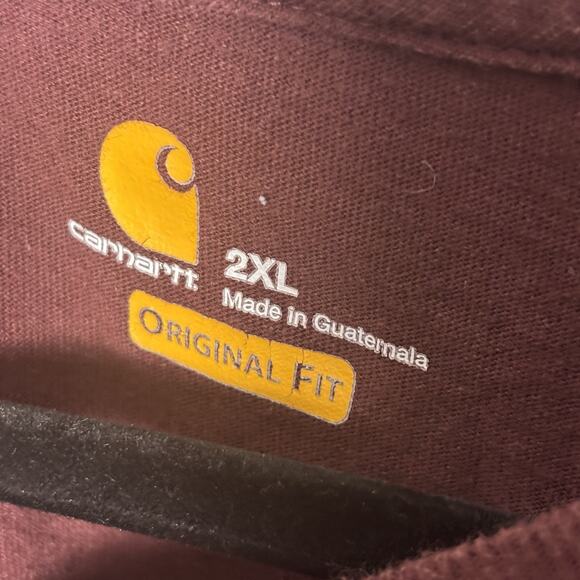 carhartt
2XL
Made in Guatemala
ORIGINAL FIT